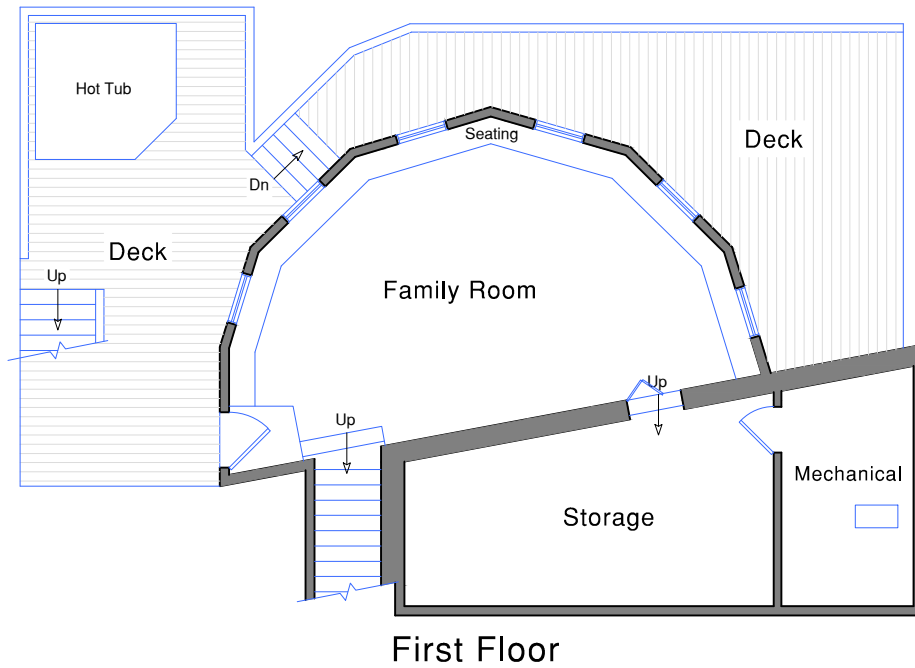 Hot Tub
Seating
Deck
Dn
Deck
Up
Family Room
Up
Up
Mechanical
Storage
First Floor